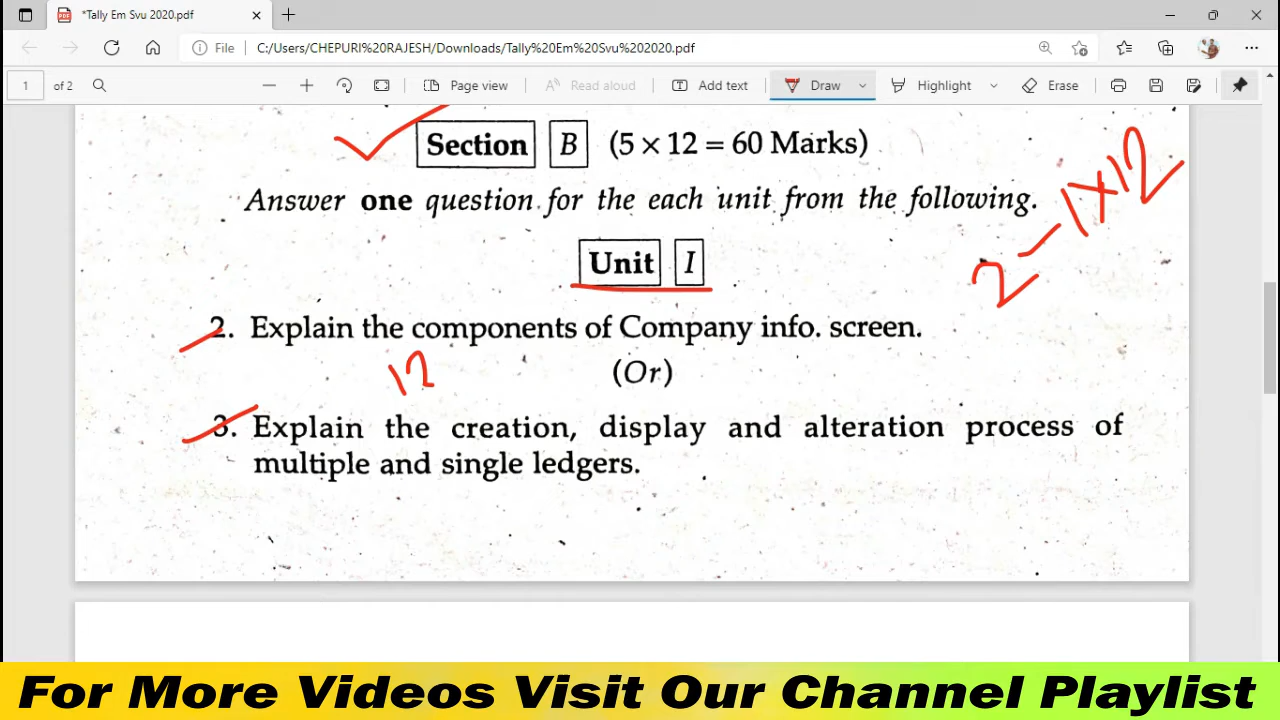 *Tally Em Svu 2020.pdf
File C:/Users/CHEPURI%20RAJESH/Downloads/Tally%20Em%20Svu%202020.pdf
1 of 2 Page view Read aloud Add text Draw Highlight Erase
Section B (5 × 12 = 60 Marks)
Answer one question for the each unit from the following.
2 – 1×12
Unit I
2. Explain the components of Company info. screen.
12
(Or)
3. Explain the creation, display and alteration process of
multiple and single ledgers.
For More Videos Visit Our Channel Playlist